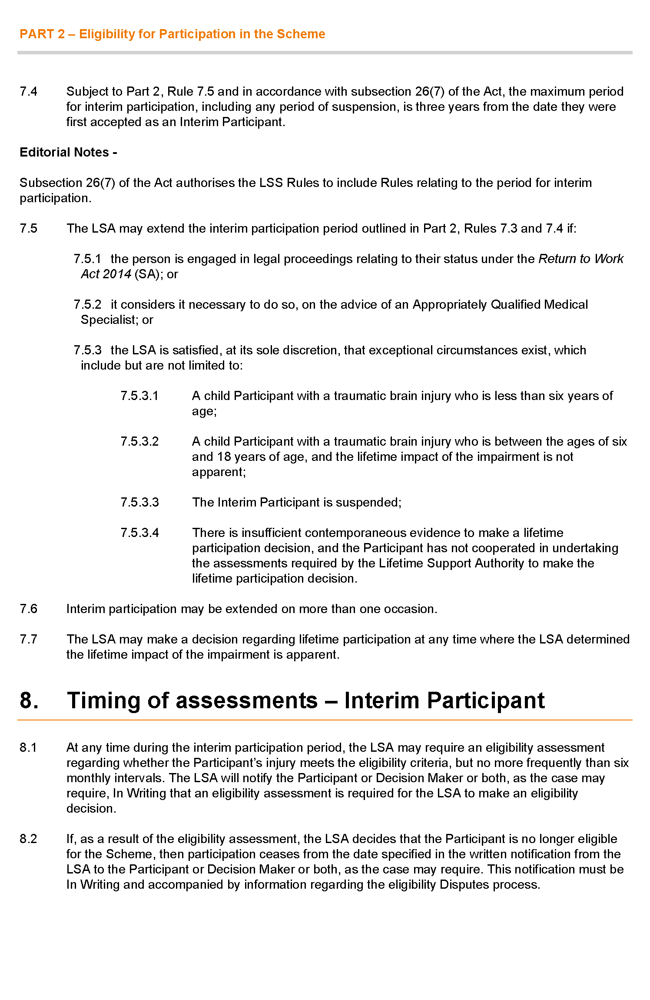 PART 2 – Eligibility for Participation in the Scheme
7.4 Subject to Part 2, Rule 7.5 and in accordance with subsection 26(7) of the Act, the maximum period
for interim participation, including any period of suspension, is three years from the date they were
first accepted as an Interim Participant.
Editorial Notes -
Subsection 26(7) of the Act authorises the LSS Rules to include Rules relating to the period for interim
participation.
7.5 The LSA may extend the interim participation period outlined in Part 2, Rules 7.3 and 7.4 if:
7.5.1 the person is engaged in legal proceedings relating to their status under the Return to Work
Act 2014 (SA); or
7.5.2 it considers it necessary to do so, on the advice of an Appropriately Qualified Medical
Specialist; or
7.5.3 the LSA is satisfied, at its sole discretion, that exceptional circumstances exist, which
include but are not limited to:
7.5.3.1 A child Participant with a traumatic brain injury who is less than six years of
age;
7.5.3.2 A child Participant with a traumatic brain injury who is between the ages of six
and 18 years of age, and the lifetime impact of the impairment is not
apparent;
7.5.3.3 The Interim Participant is suspended;
7.5.3.4 There is insufficient contemporaneous evidence to make a lifetime
participation decision, and the Participant has not cooperated in undertaking
the assessments required by the Lifetime Support Authority to make the
lifetime participation decision.
7.6 Interim participation may be extended on more than one occasion.
7.7 The LSA may make a decision regarding lifetime participation at any time where the LSA determined
the lifetime impact of the impairment is apparent.
8. Timing of assessments – Interim Participant
8.1 At any time during the interim participation period, the LSA may require an eligibility assessment
regarding whether the Participant’s injury meets the eligibility criteria, but no more frequently than six
monthly intervals. The LSA will notify the Participant or Decision Maker or both, as the case may
require, In Writing that an eligibility assessment is required for the LSA to make an eligibility
decision.
8.2 If, as a result of the eligibility assessment, the LSA decides that the Participant is no longer eligible
for the Scheme, then participation ceases from the date specified in the written notification from the
LSA to the Participant or Decision Maker or both, as the case may require. This notification must be
In Writing and accompanied by information regarding the eligibility Disputes process.